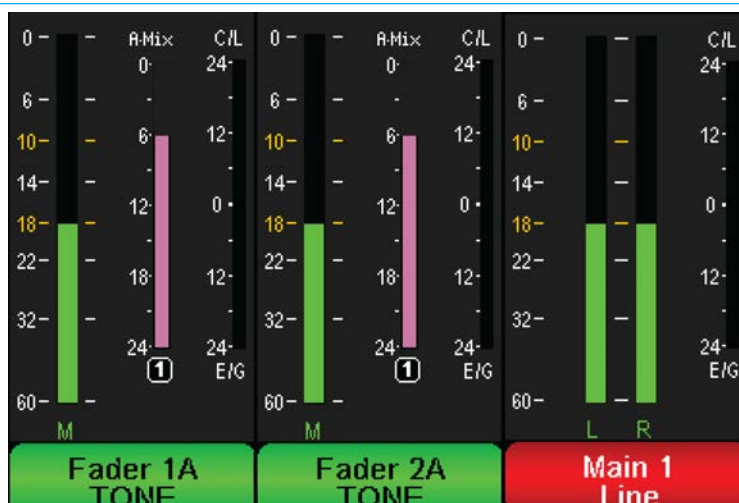 0 A-Mix C/L 0 A-Mix C/L 0 C/L
0 24 0 24 24
6 6 6
6 12 6 12 12
10 10 10
14 14 14
12 0 12 0 0
18 18 18
22 22 22
18 12 18 12 12
32 32 32
24 24 24 24 24
1 E/G 1 E/G E/G
60 60 60
M M L R
Fader 1A Fader 2A Main 1
TONE TONE Line